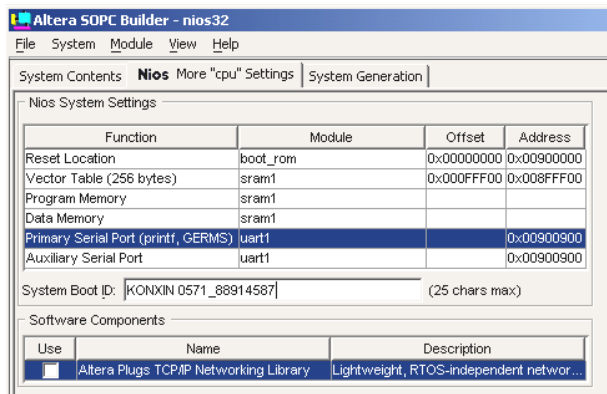 Altera SOPC Builder - nios32
File System Module View Help
System Contents Nios More "cpu" Settings System Generation
Nios System Settings
Function Module Offset Address
Reset Location boot_rom 0x00000000 0x00900000
Vector Table (256 bytes) sram1 0x000FFF00 0x008FFF00
Program Memory sram1
Data Memory sram1
Primary Serial Port (printf, GERMS) uart1 0x00900900
Auxiliary Serial Port uart1 0x00900900
System Boot ID: KONXIN 0571_88914587 (25 chars max)
Software Components
Use Name Description
Altera Plugs TCP/IP Networking Library Lightweight, RTOS-independent networ...